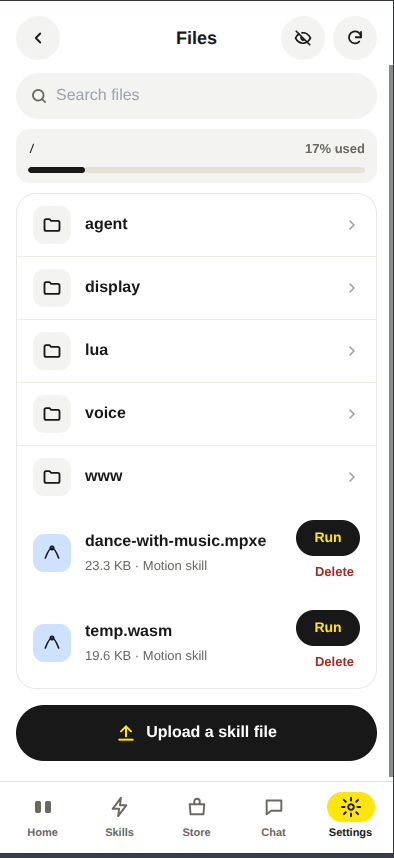 Files
Search files
/
17% used
agent
display
lua
voice
www
dance-with-music.mpxe
23.3 KB · Motion skill
Run
Delete
temp.wasm
19.6 KB · Motion skill
Run
Delete
Upload a skill file
Home
Skills
Store
Chat
Settings